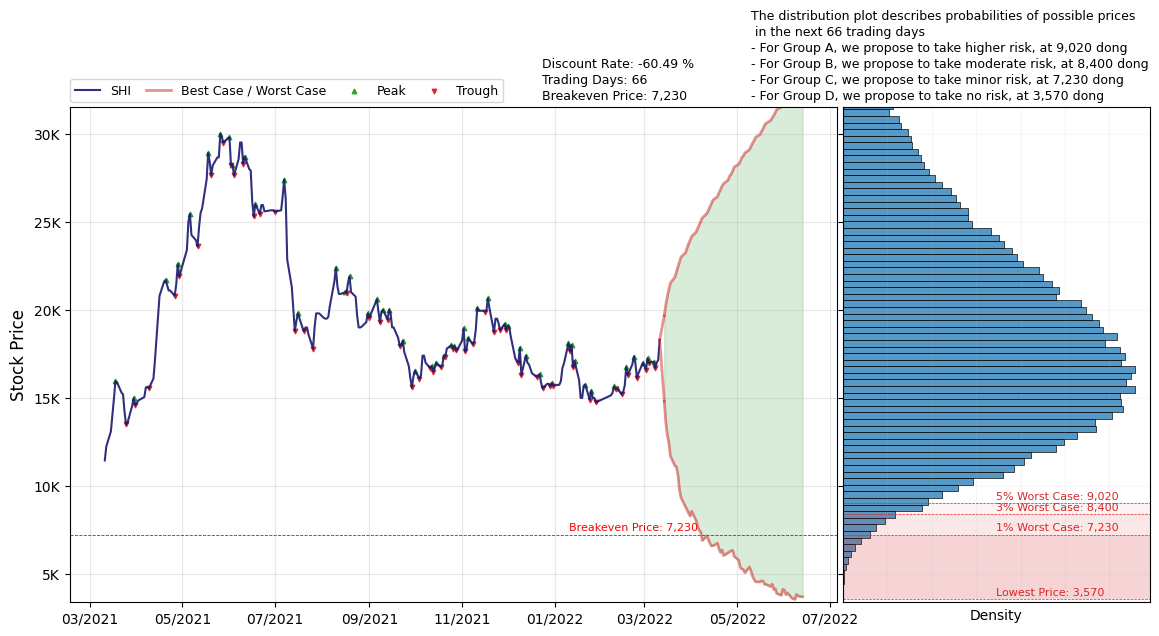 The distribution plot describes probabilities of possible prices
in the next 66 trading days
- For Group A, we propose to take higher risk, at 9,020 dong
- For Group B, we propose to take moderate risk, at 8,400 dong
- For Group C, we propose to take minor risk, at 7,230 dong
- For Group D, we propose to take no risk, at 3,570 dong
Discount Rate: -60.49 %
Trading Days: 66
Breakeven Price: 7,230
SHI
Best Case / Worst Case
Peak
Trough
Stock Price
30K
25K
20K
15K
10K
5K
Breakeven Price: 7,230
5% Worst Case: 9,020
3% Worst Case: 8,400
1% Worst Case: 7,230
Lowest Price: 3,570
03/2021
05/2021
07/2021
09/2021
11/2021
01/2022
03/2022
05/2022
07/2022
Density